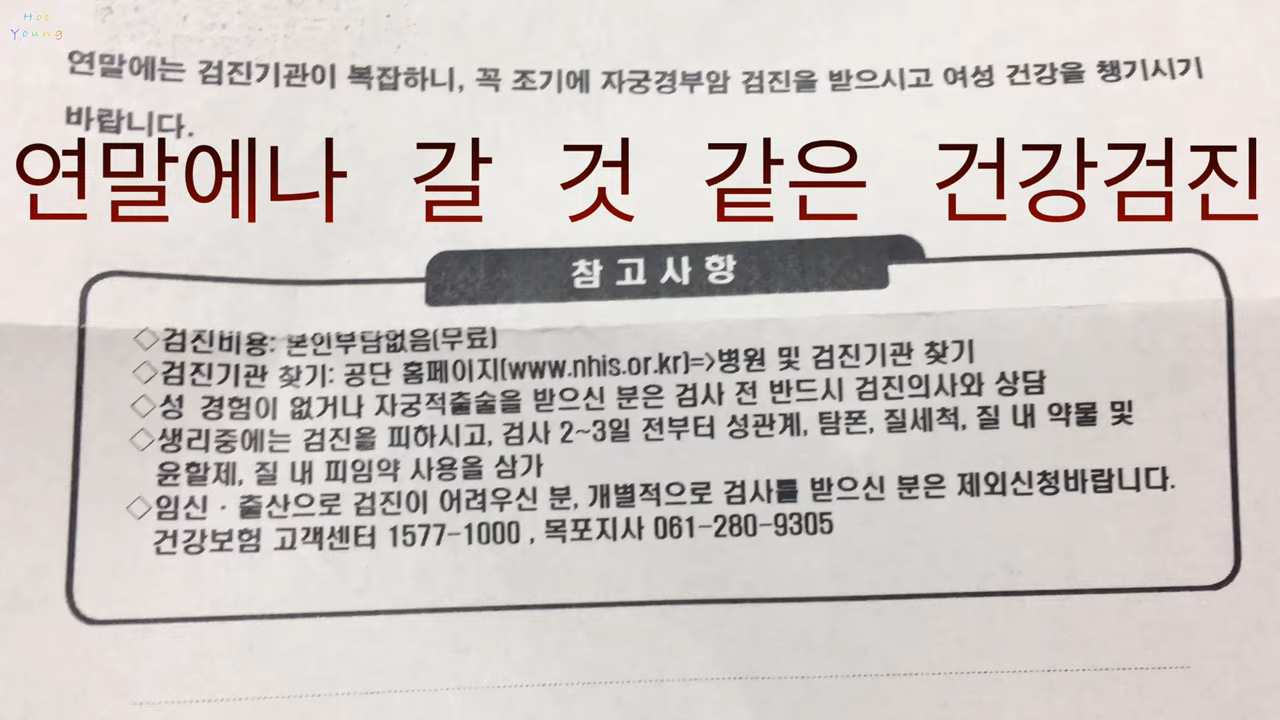 Hot
Young
연말에는 검진기관이 복잡하니, 꼭 조기에 자궁경부암 검진을 받으시고 여성 건강을 챙기시기
바랍니다.
연말에나 갈 것 같은 건강검진
참고사항
◇검진비용: 본인부담없음(무료)
◇검진기관 찾기: 공단 홈페이지(www.nhis.or.kr)=>병원 및 검진기관 찾기
◇성 경험이 없거나 자궁적출술을 받으신 분은 검사 전 반드시 검진의사와 상담
◇생리중에는 검진을 피하시고, 검사 2~3일 전부터 성관계, 탐폰, 질세척, 질 내 약물 및
윤할제, 질 내 피임약 사용을 삼가
◇임신·출산으로 검진이 어려우신 분, 개별적으로 검사를 받으신 분은 제외신청바랍니다.
건강보험 고객센터 1577-1000 , 목포지사 061-280-9305